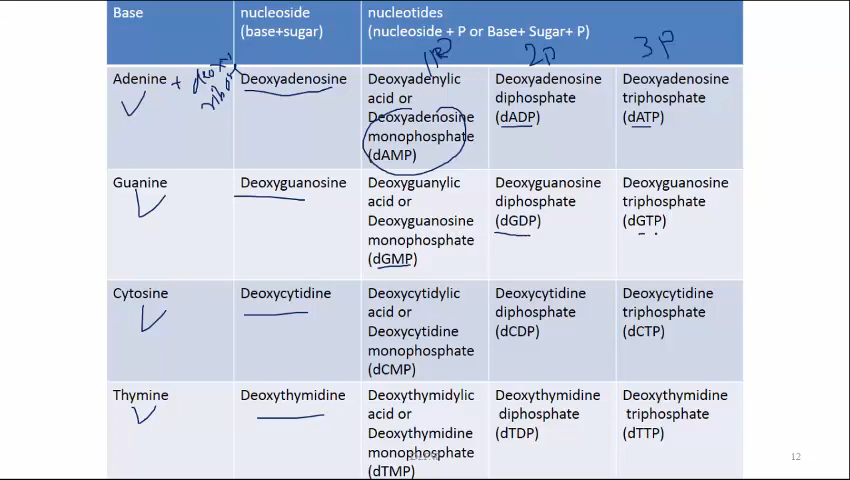 Base
nucleoside
(base+sugar)
nucleotides
(nucleoside + P or Base+ Sugar+ P)
2P
3P
Adenine
+ deoxy
ribose
Deoxyadenosine
Deoxyadenylic
acid or
Deoxyadenosine
monophosphate
(dAMP)
Deoxyadenosine
diphosphate
(dADP)
Deoxyadenosine
triphosphate
(dATP)
Guanine
Deoxyguanosine
Deoxyguanylic
acid or
Deoxyguanosine
monophosphate
(dGMP)
Deoxyguanosine
diphosphate
(dGDP)
Deoxyguanosine
triphosphate
(dGTP)
Cytosine
Deoxycytidine
Deoxycytidylic
acid or
Deoxycytidine
monophosphate
(dCMP)
Deoxycytidine
diphosphate
(dCDP)
Deoxycytidine
triphosphate
(dCTP)
Thymine
Deoxythymidine
Deoxythymidylic
acid or
Deoxythymidine
monophosphate
(dTMP)
Deoxythymidine
diphosphate
(dTDP)
Deoxythymidine
triphosphate
(dTTP)
12